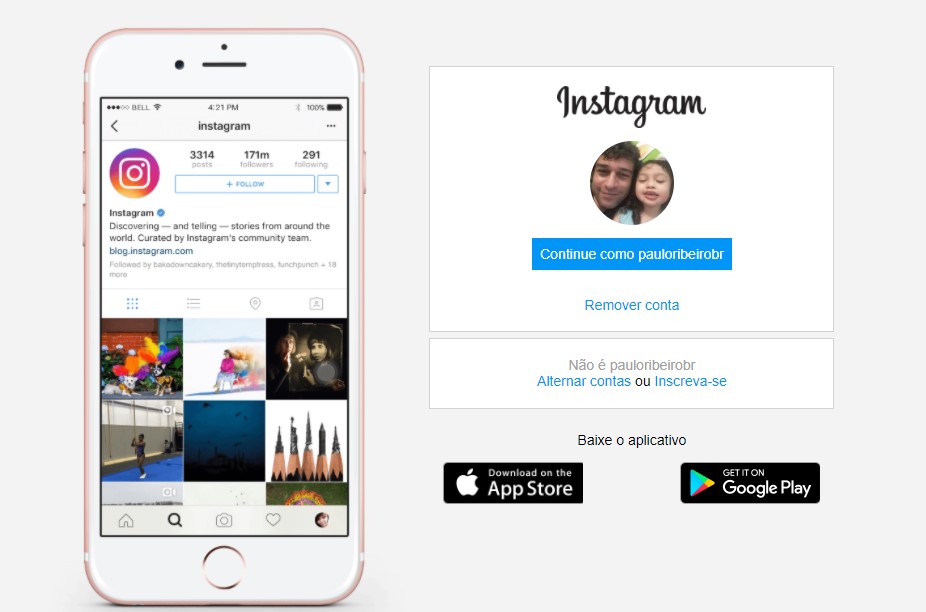 BELL
4:21 PM
100%
instagram
3314
posts
171m
followers
291
following
+ FOLLOW
Instagram
Discovering — and telling — stories from around the
world. Curated by Instagram's community team.
blog.instagram.com
Followed by bakedowncakery, thetinytemptress, funchpunch + 18
more
Instagram
Continue como pauloribeirobr
Remover conta
Não é pauloribeirobr
Alternar contas ou Inscreva-se
Baixe o aplicativo
Download on the
App Store
GET IT ON
Google Play